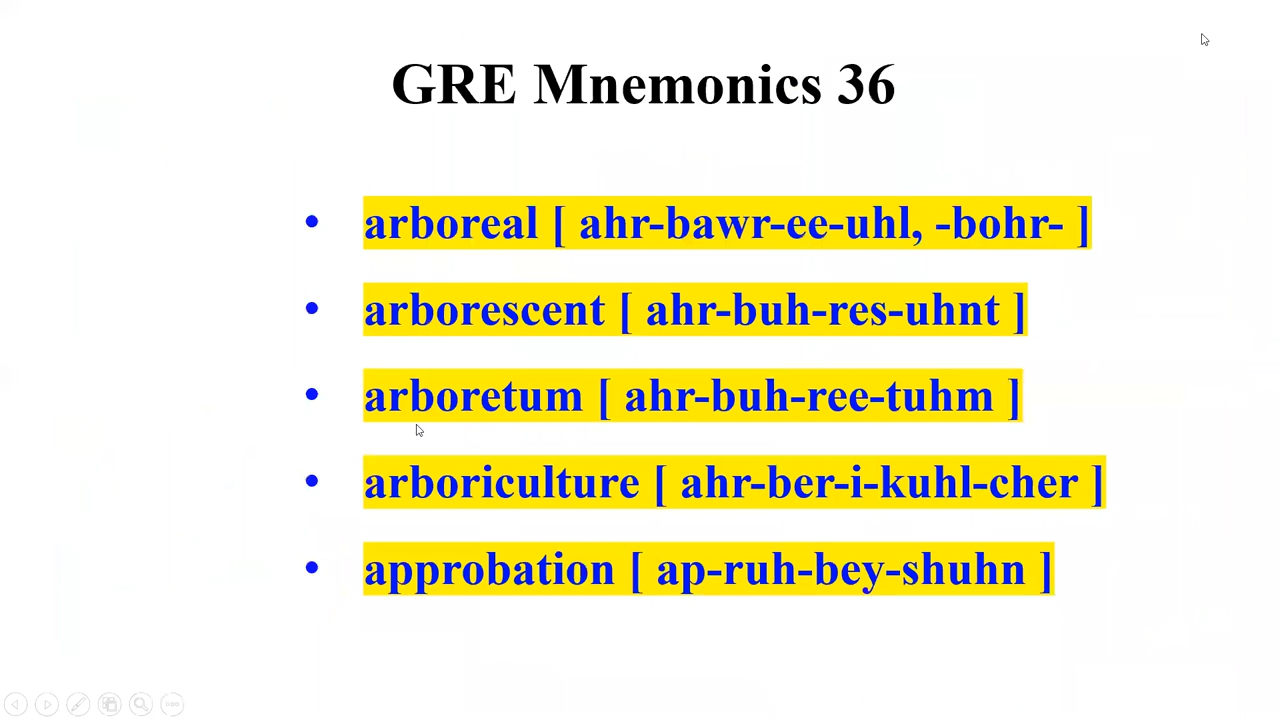 GRE Mnemonics 36
• arboreal [ ahr-bawr-ee-uhl, -bohr- ]
• arborescent [ ahr-buh-res-uhnt ]
• arboretum [ ahr-buh-ree-tuhm ]
• arboriculture [ ahr-ber-i-kuhl-cher ]
• approbation [ ap-ruh-bey-shuhn ]